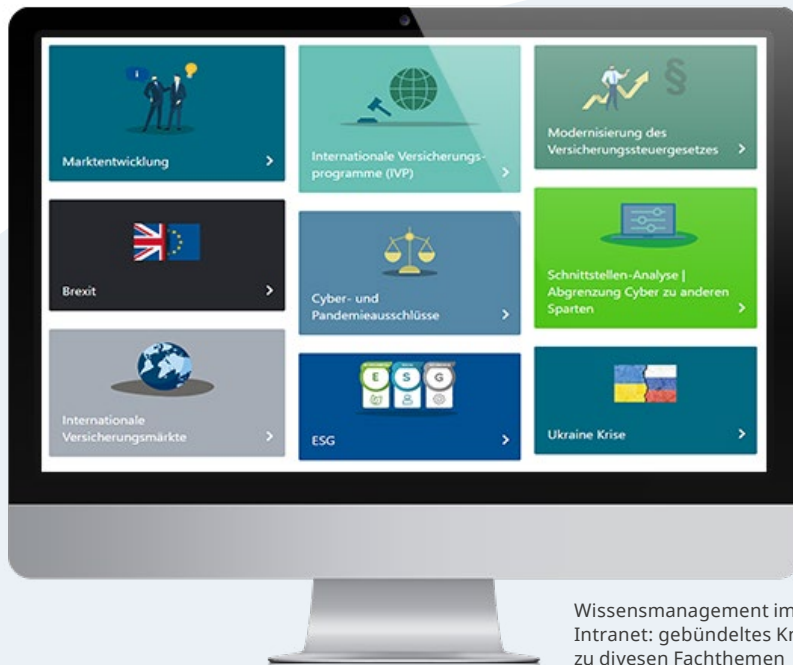 i
§
Marktentwicklung
Internationale Versicherungs-
programme (IVP)
Modernisierung des
Versicherungssteuergesetzes
Brexit
Cyber- und
Pandemieausschlüsse
Schnittstellen-Analyse |
Abgrenzung Cyber zu anderen
Sparten
Internationale
Versicherungsmärkte
E S G
ESG
Ukraine Krise
Wissensmanagement im
Intranet: gebündeltes
zu divesen Fachthemen